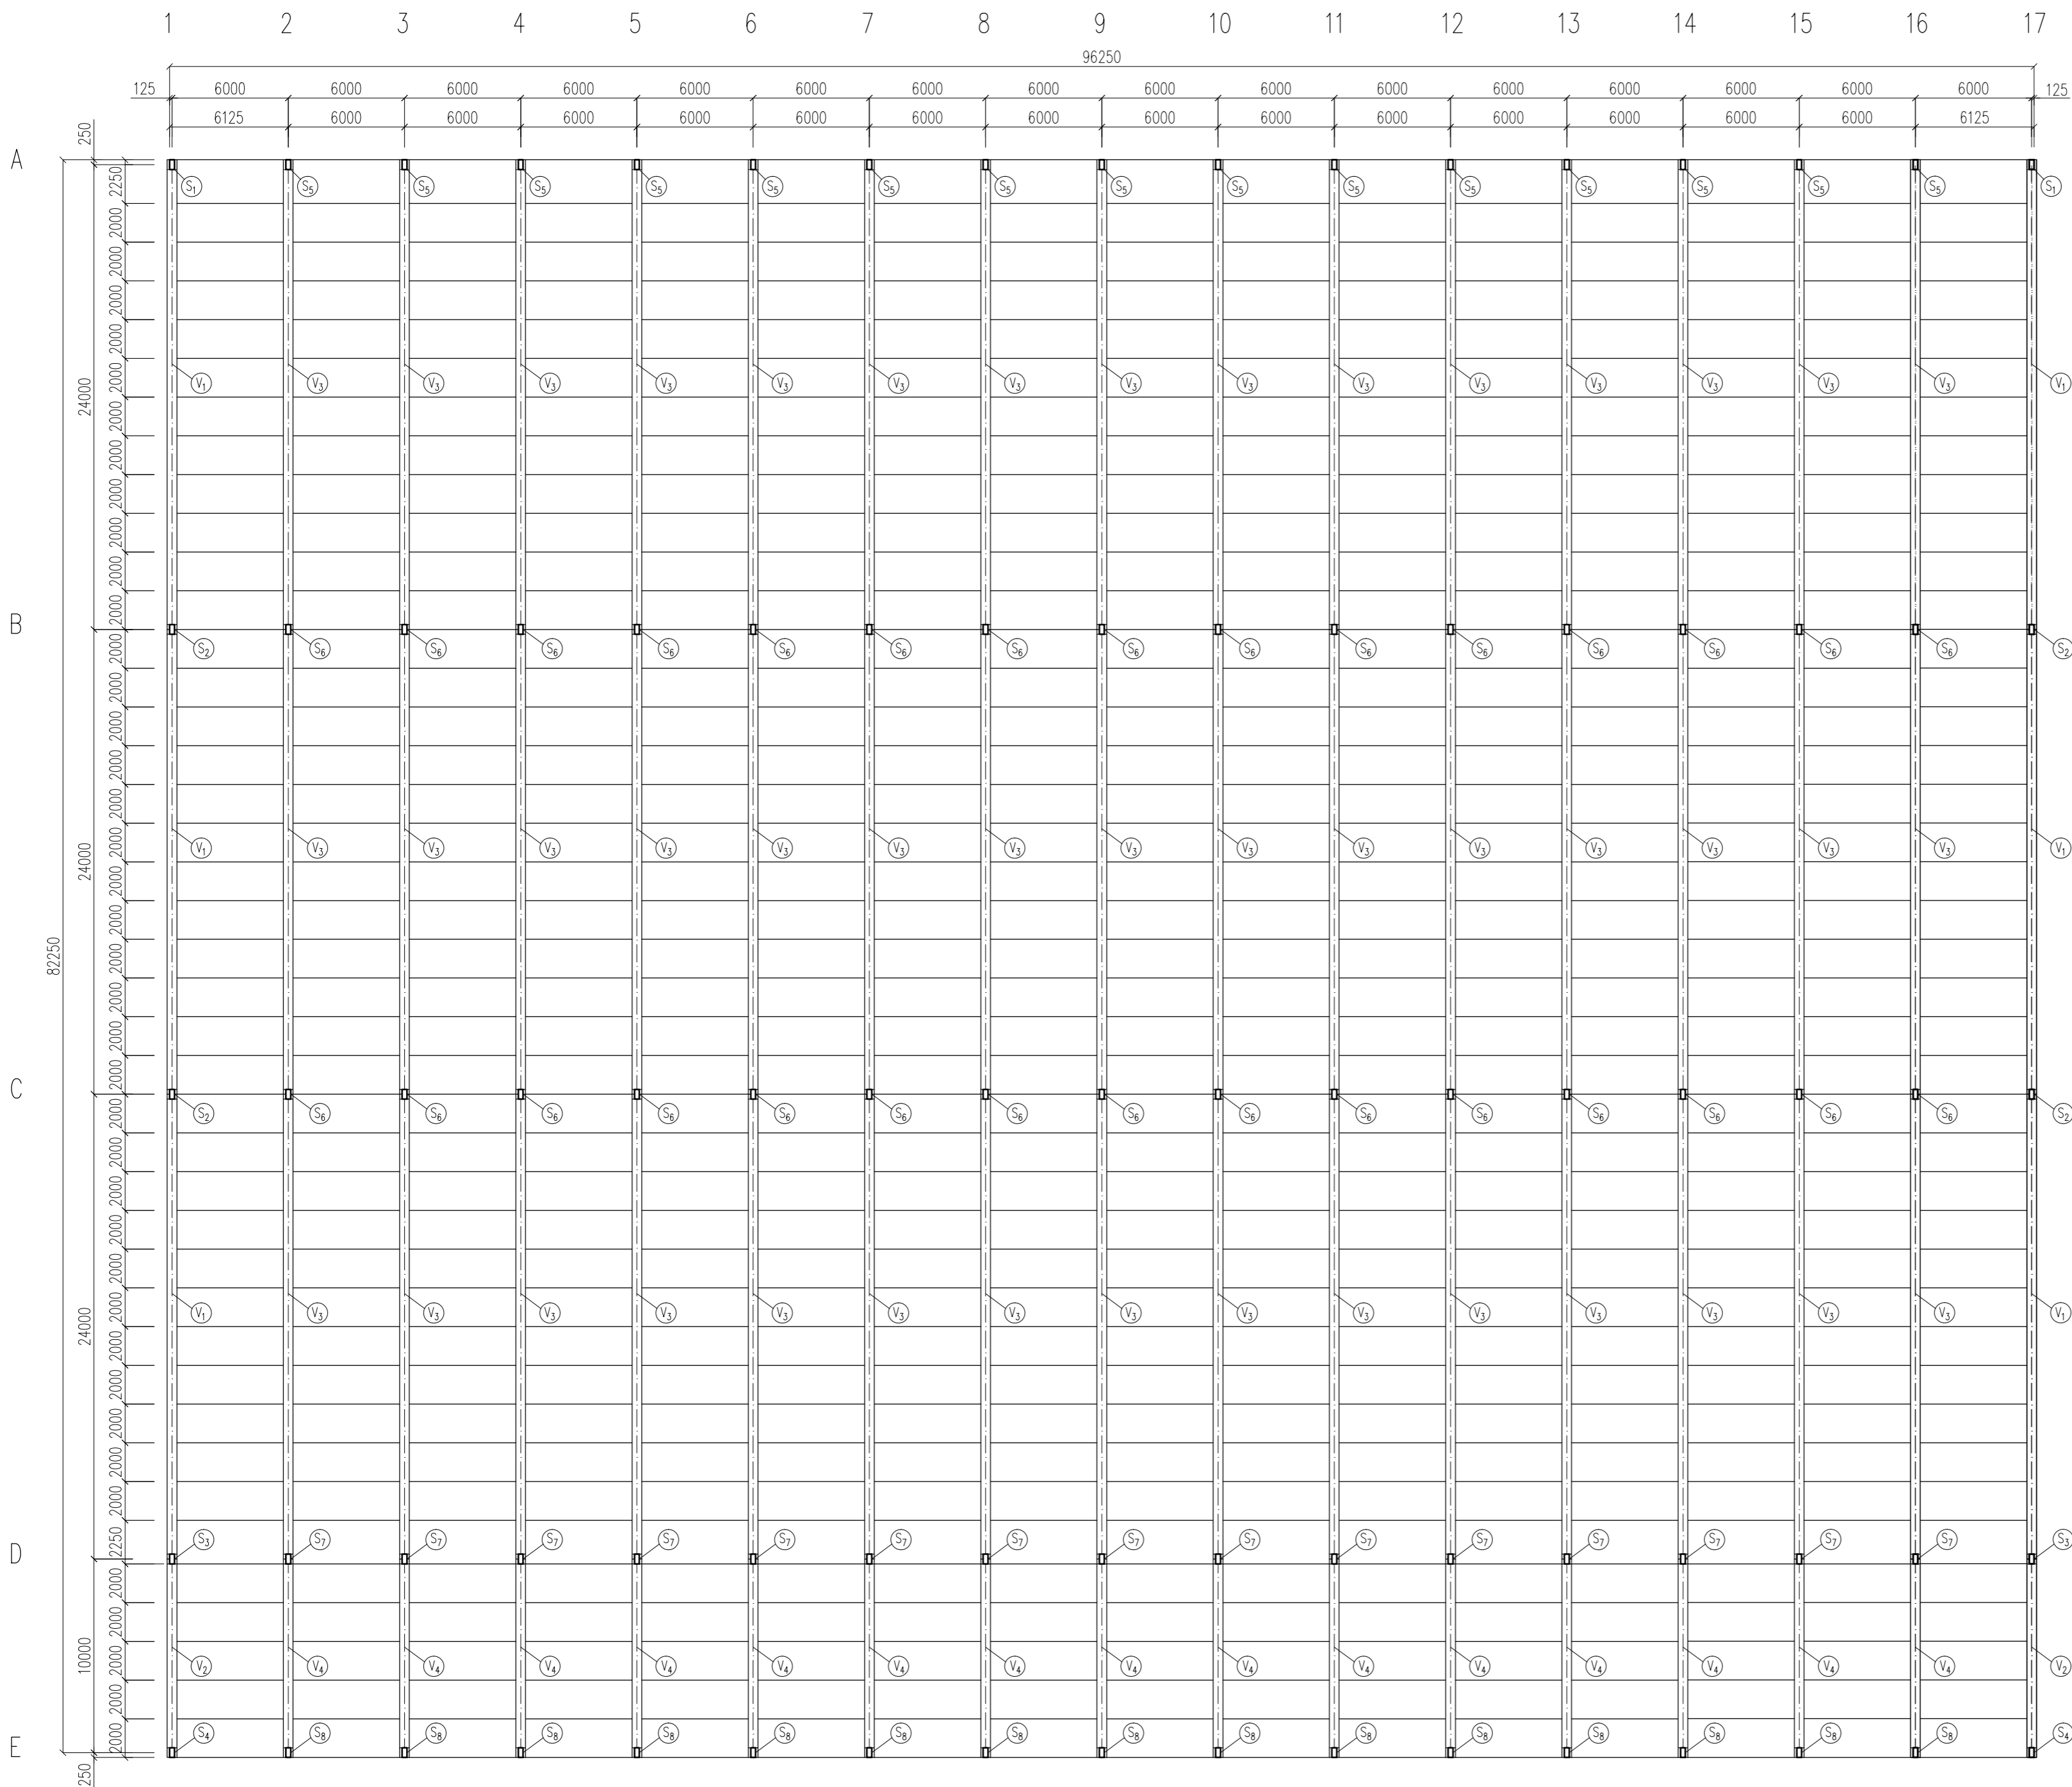 1 2 3 4 5 6 7 8 9 10 11 12 13 14 15 16 17
96250
125 6000 6000 6000 6000 6000 6000 6000 6000 6000 6000 6000 6000 6000 6000 6000 6000 125
6125 6000 6000 6000 6000 6000 6000 6000 6000 6000 6000 6000 6000 6000 6000 6125
250
A
2250 S₁ S₅ S₅ S₅ S₅ S₅ S₅ S₅ S₅ S₅ S₅ S₅ S₅ S₅ S₅ S₅ S₁
2000
2000
2000
2000
2000 V₁ V₃ V₃ V₃ V₃ V₃ V₃ V₃ V₃ V₃ V₃ V₃ V₃ V₃ V₃ V₃ V₁
24000
2000
2000
2000
2000
2000
2000
B
2000 S₂ S₆ S₆ S₆ S₆ S₆ S₆ S₆ S₆ S₆ S₆ S₆ S₆ S₆ S₆ S₆ S₂
2000
2000
2000
2000
2000 V₁ V₃ V₃ V₃ V₃ V₃ V₃ V₃ V₃ V₃ V₃ V₃ V₃ V₃ V₃ V₃ V₁
24000
2000
2000
82250
2000
2000
2000
2000
C
2000 S₂ S₆ S₆ S₆ S₆ S₆ S₆ S₆ S₆ S₆ S₆ S₆ S₆ S₆ S₆ S₆ S₂
2000
2000
2000
2000
2000 V₁ V₃ V₃ V₃ V₃ V₃ V₃ V₃ V₃ V₃ V₃ V₃ V₃ V₃ V₃ V₃ V₁
24000
2000
2000
2000
2000
2000
2250 S₃ S₇ S₇ S₇ S₇ S₇ S₇ S₇ S₇ S₇ S₇ S₇ S₇ S₇ S₇ S₇ S₃
D
2000
2000
10000
2000 V₂ V₄ V₄ V₄ V₄ V₄ V₄ V₄ V₄ V₄ V₄ V₄ V₄ V₄ V₄ V₄ V₂
2000
2000 S₄ S₈ S₈ S₈ S₈ S₈ S₈ S₈ S₈ S₈ S₈ S₈ S₈ S₈ S₈ S₈ S₄
E
250